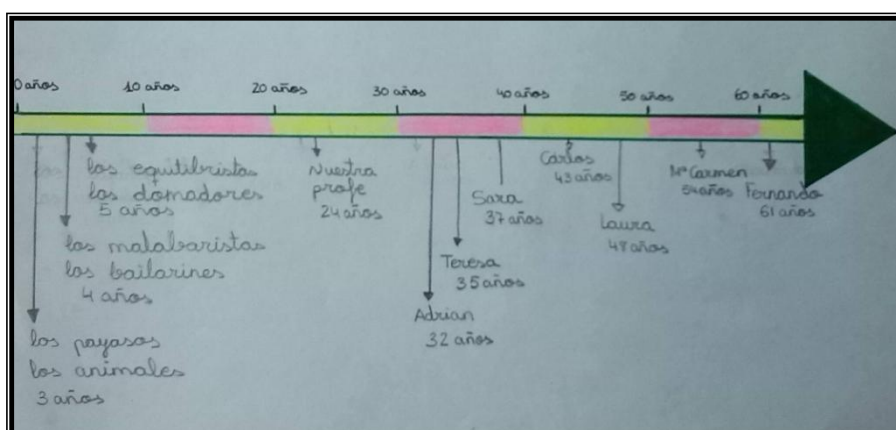 0 años 10 años 20 años 30 años 40 años 50 años 60 años
los equilibristas
los domadores
5 años
los malabaristas
los bailarines
4 años
los payasos
los animales
3 años
Nuestra
profe
24 años
Adrian
32 años
Teresa
35 años
Sara
37 años
Carlos
43 años
Laura
años
Mª Carmen
54 años
Fernando
61 años